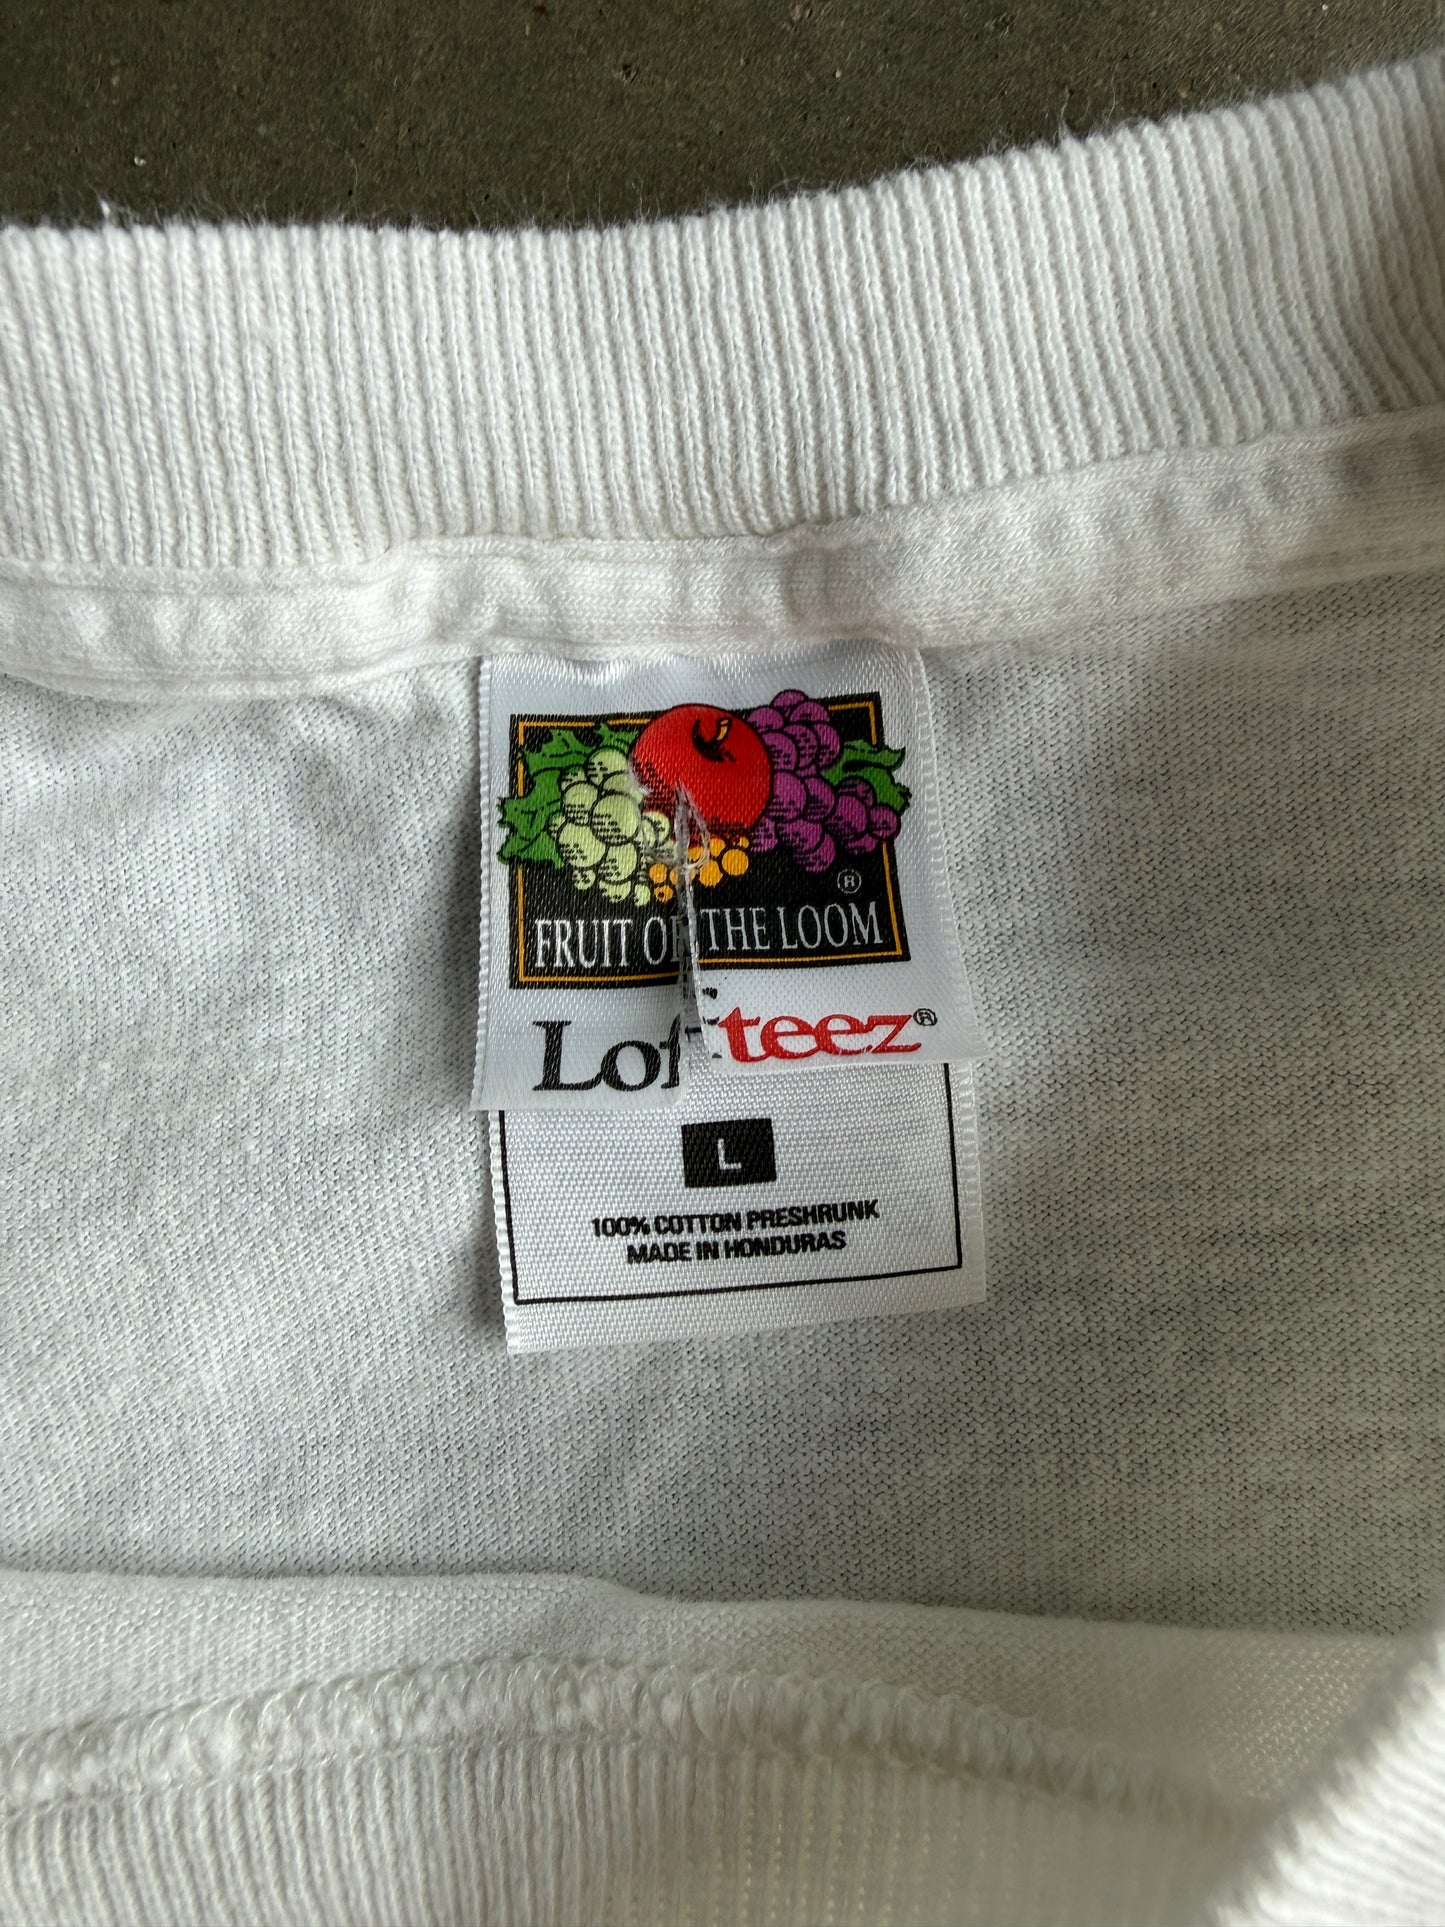 ®
FRUIT OF THE LOOM
Lofteez®
L
100% COTTON PRESHRUNK
MADE IN HONDURAS